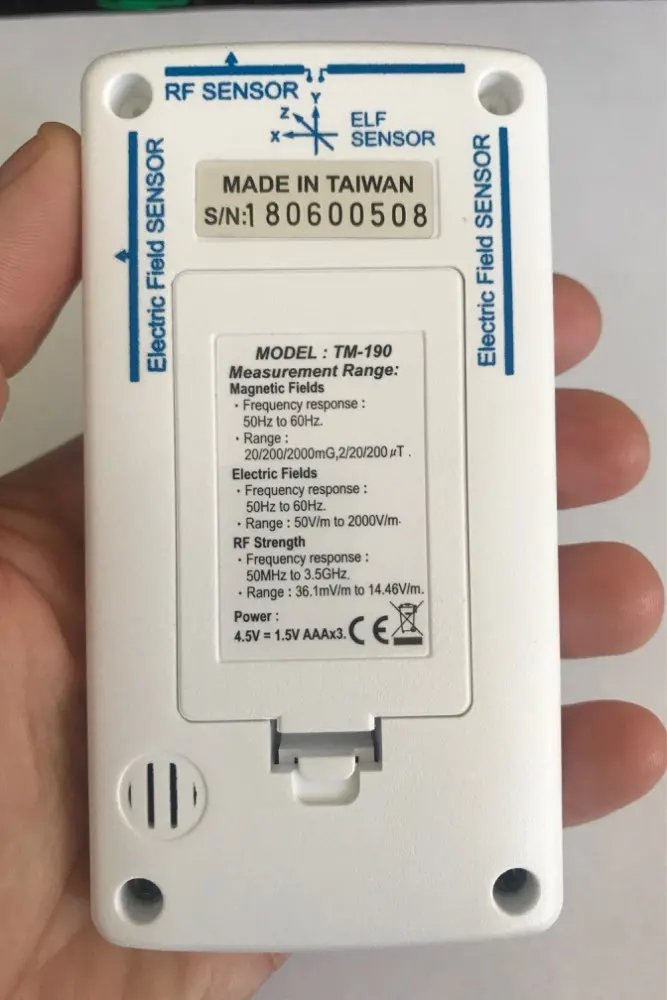 RF SENSOR
Y
Z
X
ELF
SENSOR
Electric Field SENSOR
Electric Field SENSOR
MADE IN TAIWAN
S/N:180600508
MODEL : TM-190
Measurement Range:
Magnetic Fields
・Frequency response :
50Hz to 60Hz.
・Range :
20/200/2000mG,2/20/200μT .
Electric Fields
・Frequency response :
50Hz to 60Hz.
・Range : 50V/m to 2000V/m.
RF Strength
・Frequency response :
50MHz to 3.5GHz.
・Range : 36.1mV/m to 14.46V/m.
Power :
4.5V = 1.5V AAAx3. CE